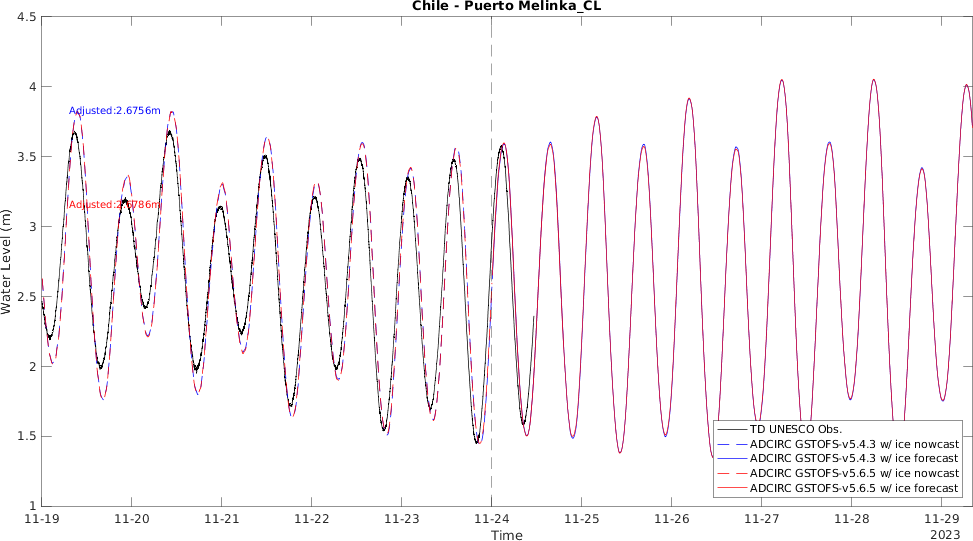 Chile - Puerto Melinka_CL
4.5
4
3.5
3
2.5
2
1.5
1
Water Level (m)
Adjusted:2.6756m
Adjusted:2.6786m
TD UNESCO Obs.
ADCIRC GSTOFS-v5.4.3 w/ ice nowcast
ADCIRC GSTOFS-v5.4.3 w/ ice forecast
ADCIRC GSTOFS-v5.6.5 w/ ice nowcast
ADCIRC GSTOFS-v5.6.5 w/ ice forecast
11-19 11-20 11-21 11-22 11-23 11-24 11-25 11-26 11-27 11-28 11-29
Time
2023